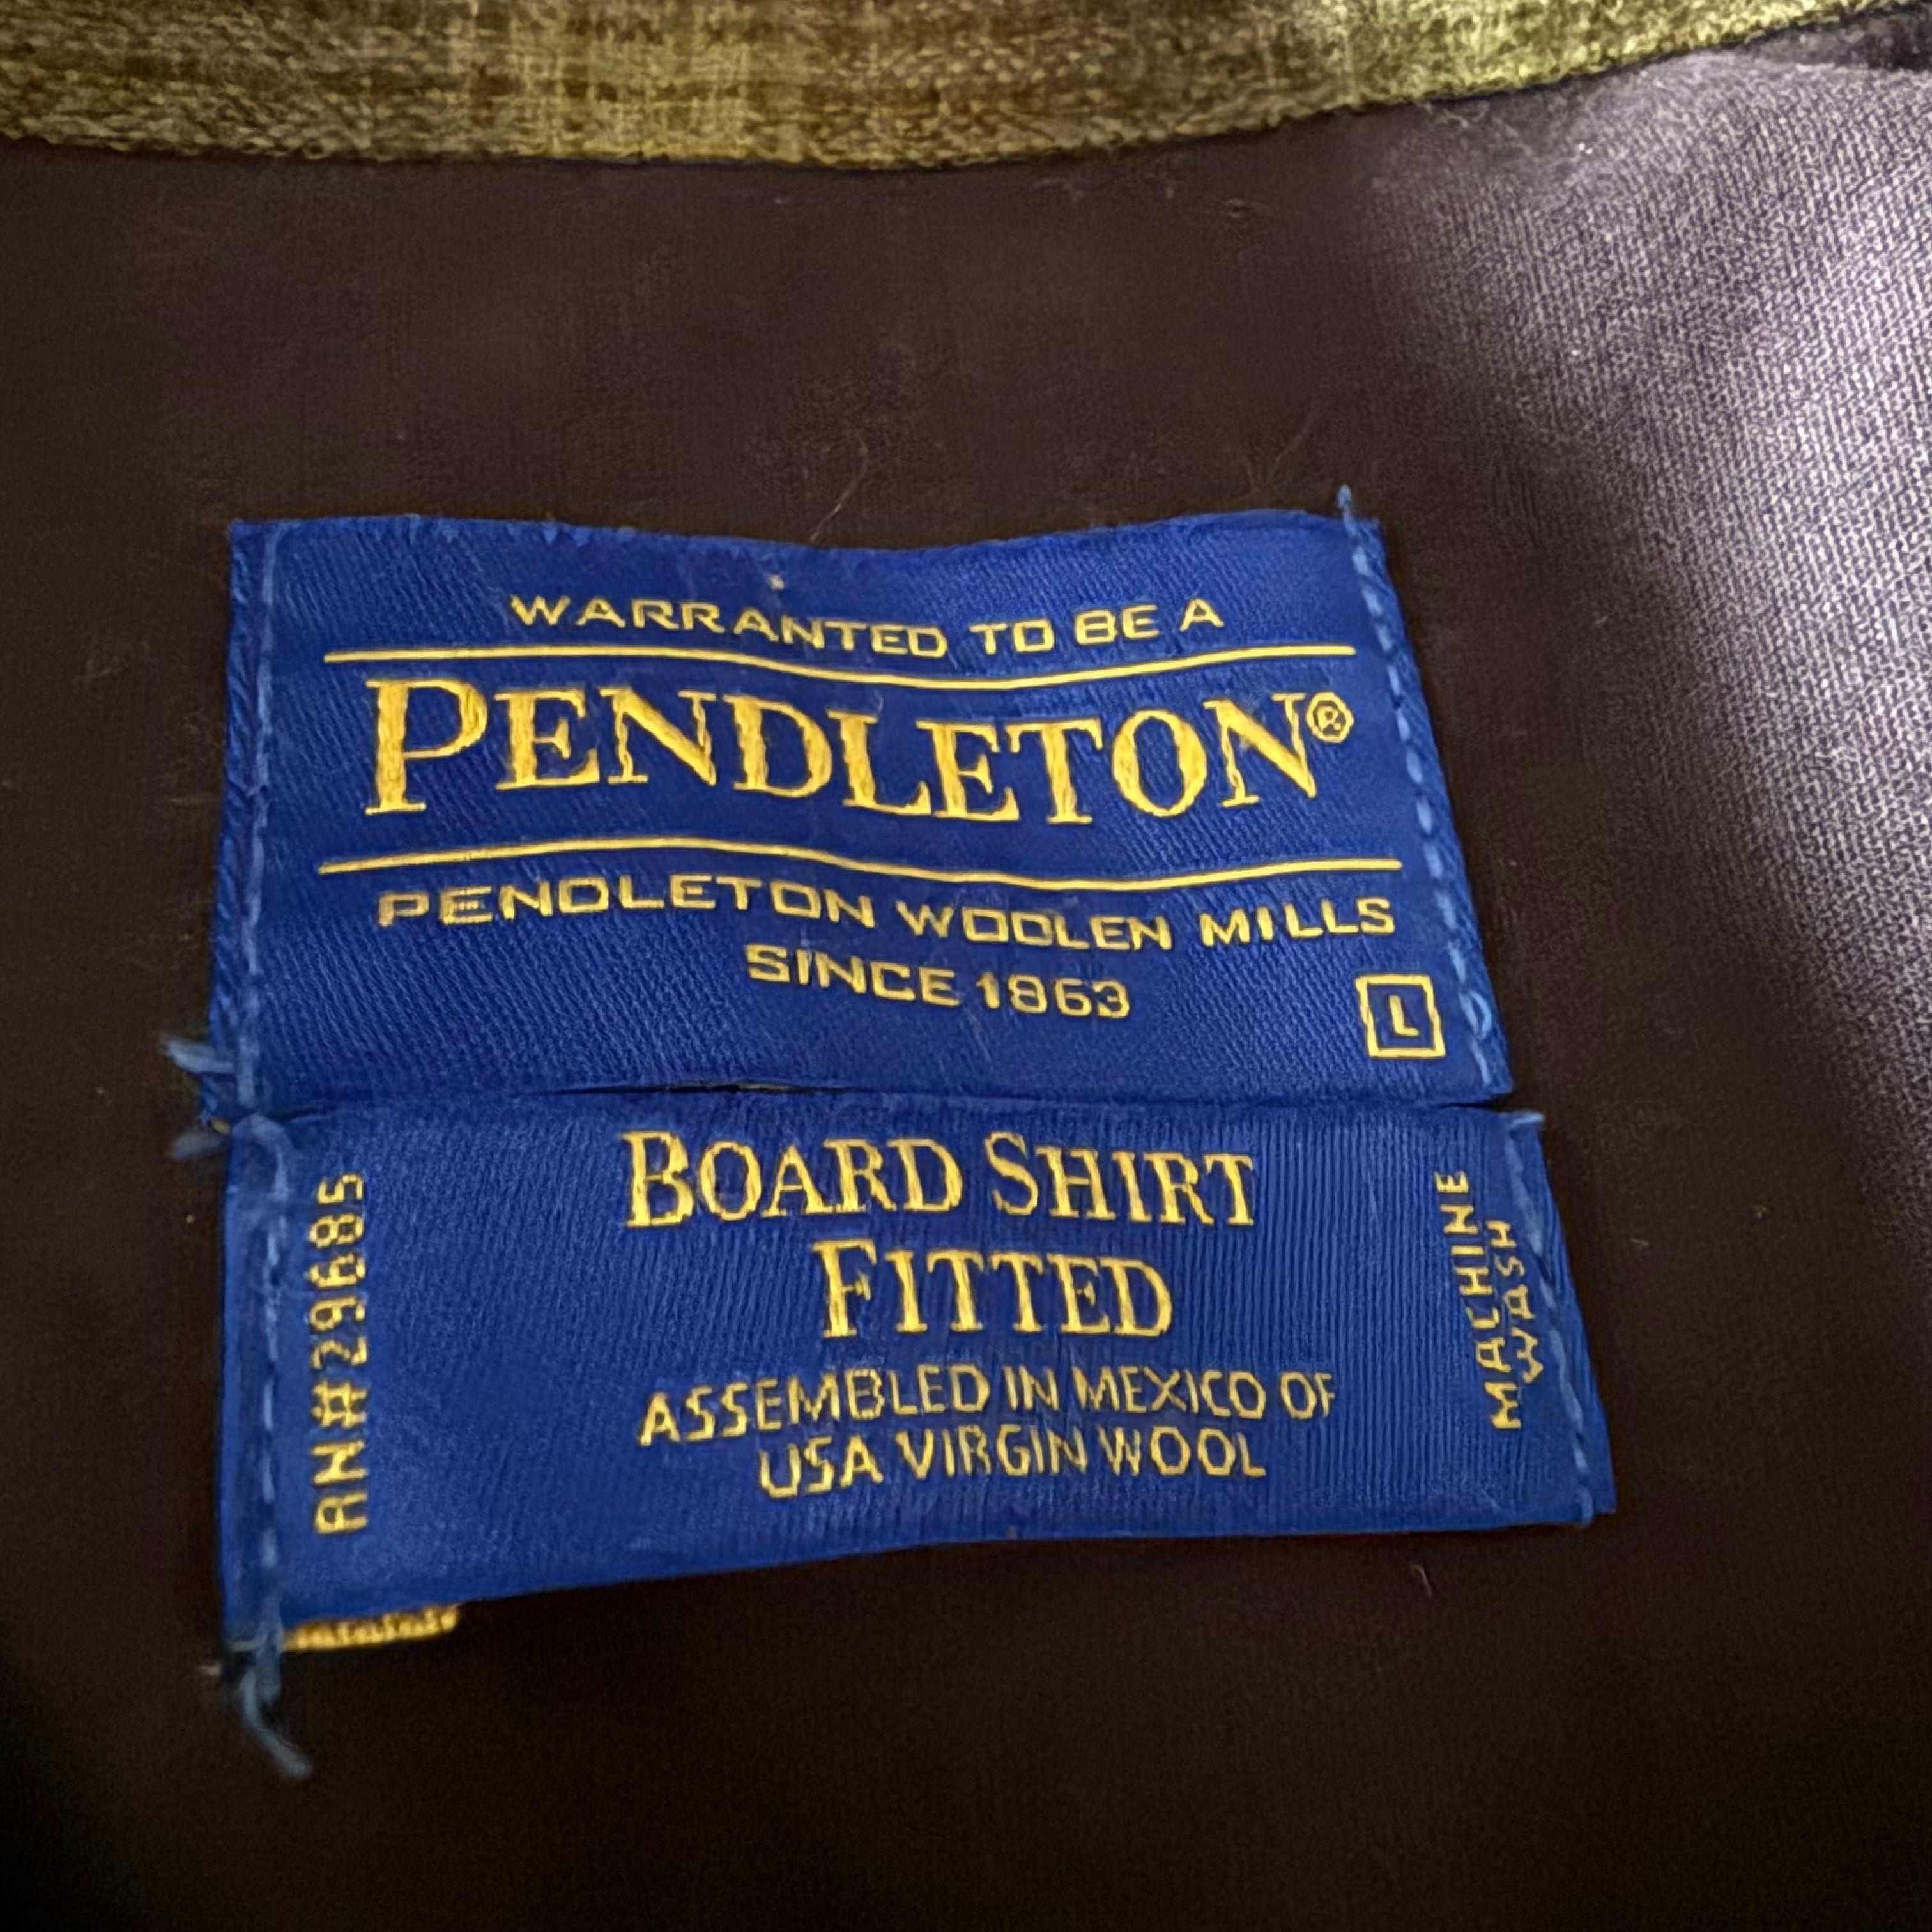 WARRANTED TO BE A
PENDLETON®
PENDLETON WOOLEN MILLS
SINCE 1863
L
BOARD SHIRT
FITTED
ASSEMBLED IN MEXICO OF
USA VIRGIN WOOL
RN#29685
MACHINE
WASH